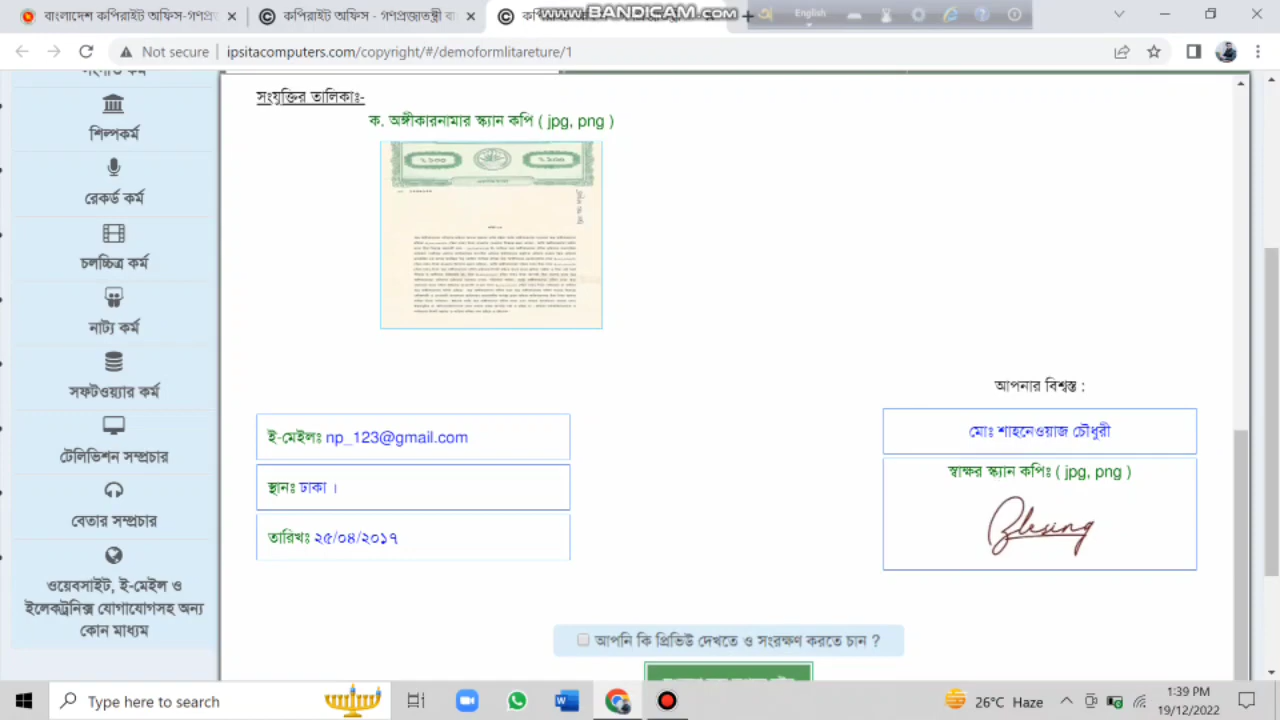 বাংলাদেশ কপিরাইট অফিস-গণপ্র
কপিরাইট অফিস - গণপ্রজাতন্ত্রী বা
www.BANDICAM.com
English
Not secure
ipsitacomputers.com/copyright/#/demoformlitareture/1
সংযুক্তির তালিকাঃ-
ক. অঙ্গীকারনামার স্ক্যান কপি ( jpg, png )
শিল্পকর্ম
রেকর্ড কর্ম
চলচ্চিত্র কর্ম
নাট্য কর্ম
সফটওয়্যার কর্ম
টেলিভিশন সম্প্রচার
বেতার সম্প্রচার
ওয়েবসাইট, ই-মেইল ও
ইলেকট্রনিক্স যোগাযোগসহ অন্য
কোন মাধ্যম
আপনার বিশ্বস্ত :
ই-মেইলঃ np_123@gmail.com
মোঃ শাহনেওয়াজ চৌধুরী
স্থানঃ ঢাকা ।
স্বাক্ষর স্ক্যান কপিঃ ( jpg, png )
তারিখঃ ২৫/০৪/২০১৭
আপনি কি প্রিভিউ দেখতে ও সংরক্ষণ করতে চান ?
Type here to search
26°C Haze
1:39 PM
19/12/2022